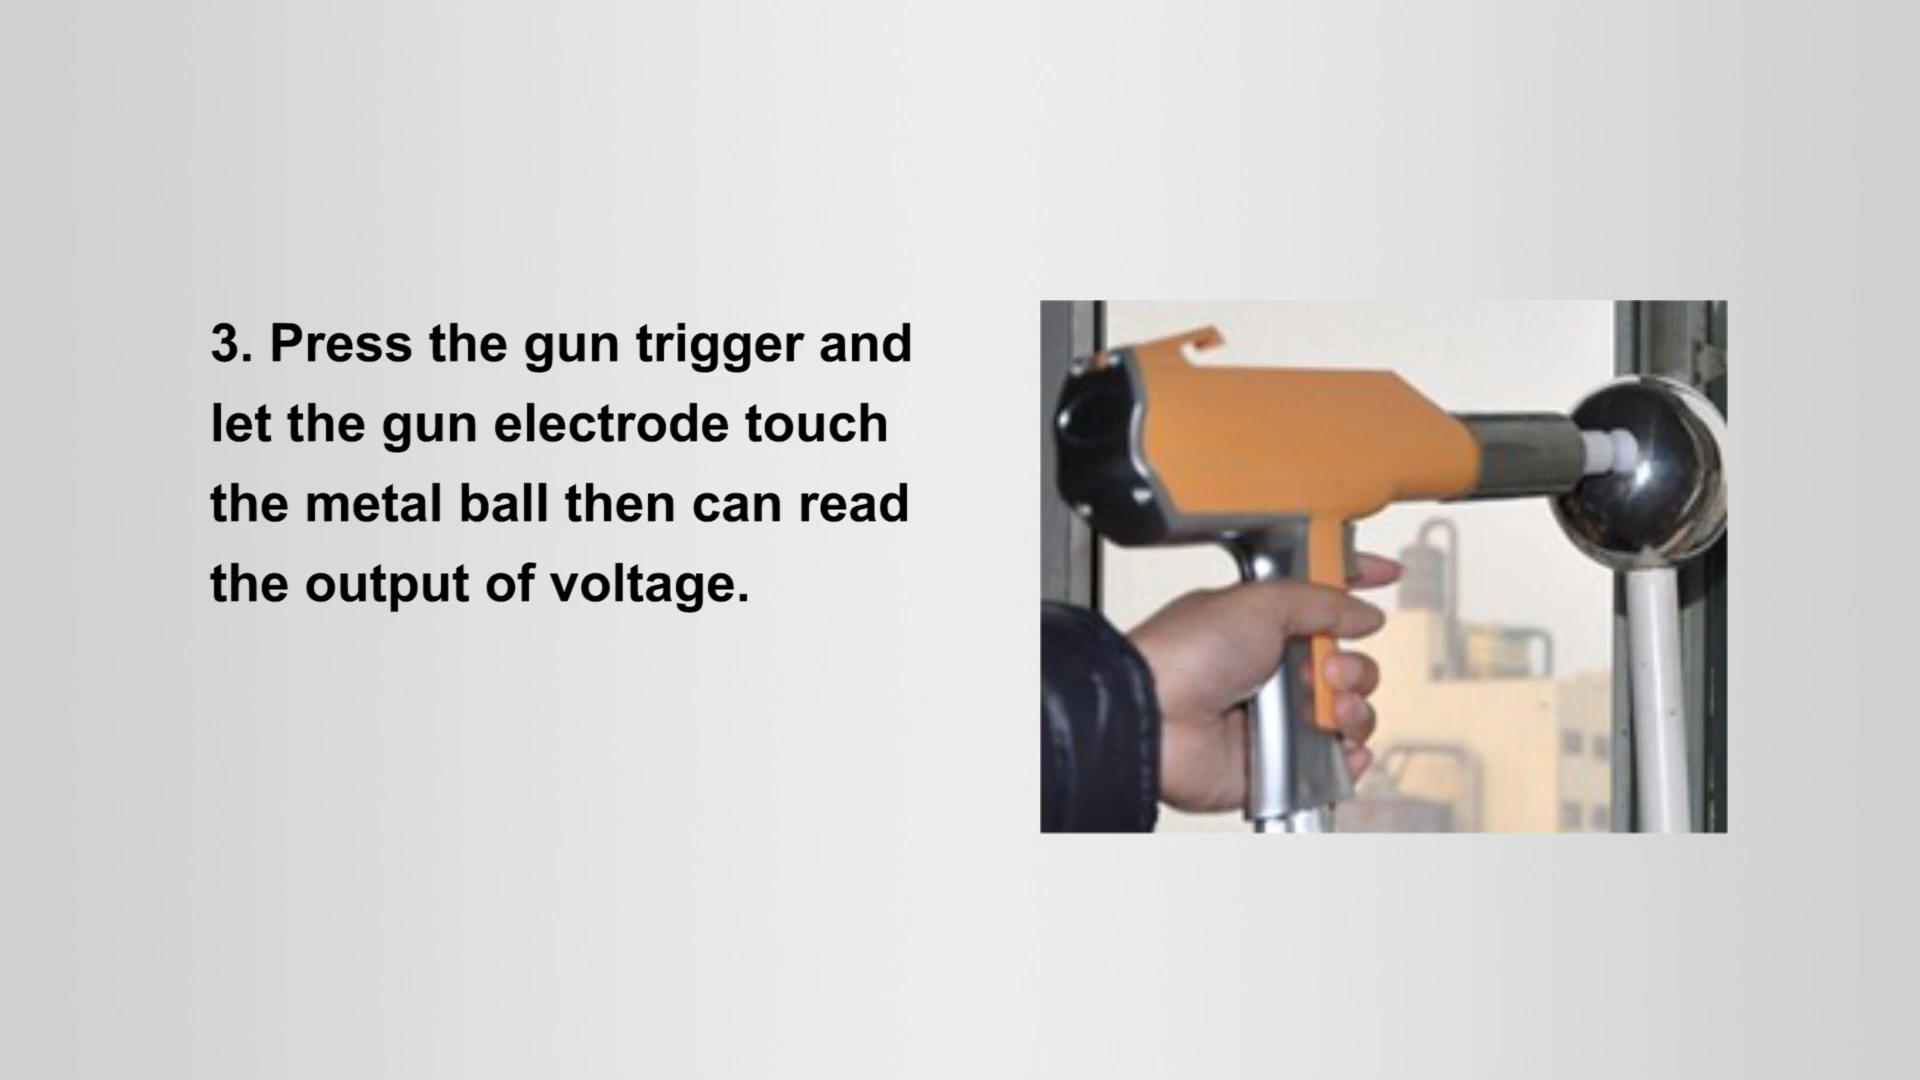 3. Press the gun trigger and
let the gun electrode touch
the metal ball then can read
the output of voltage.